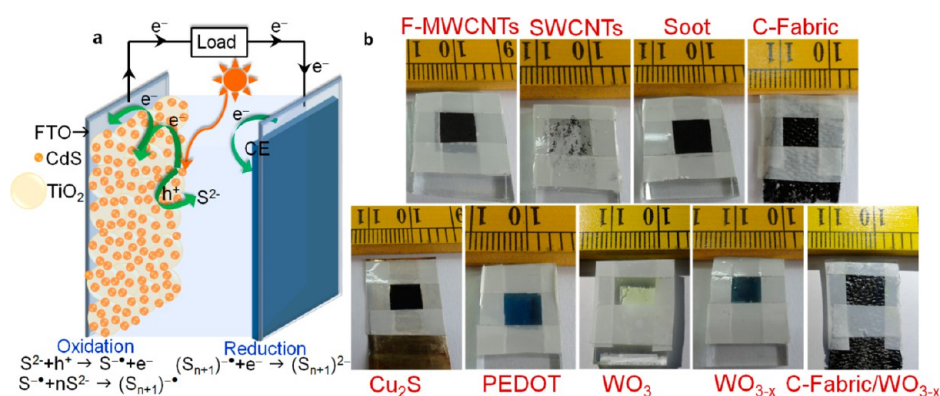 a
e⁻
Load
e⁻
e⁻
e⁻
e⁻
e⁻
FTO
CE
CdS
TiO₂
h⁺
S²⁻
Oxidation
Reduction
S²⁻+h⁺ → S⁻•+e⁻
(Sₙ₊₁)⁻•+e⁻ → (Sₙ₊₁)²⁻
S⁻•+nS²⁻ → (Sₙ₊₁)⁻•
b
F-MWCNTs
SWCNTs
Soot
C-Fabric
Cu₂S
PEDOT
WO₃
WO₃₋ₓ
C-Fabric/WO₃₋ₓ